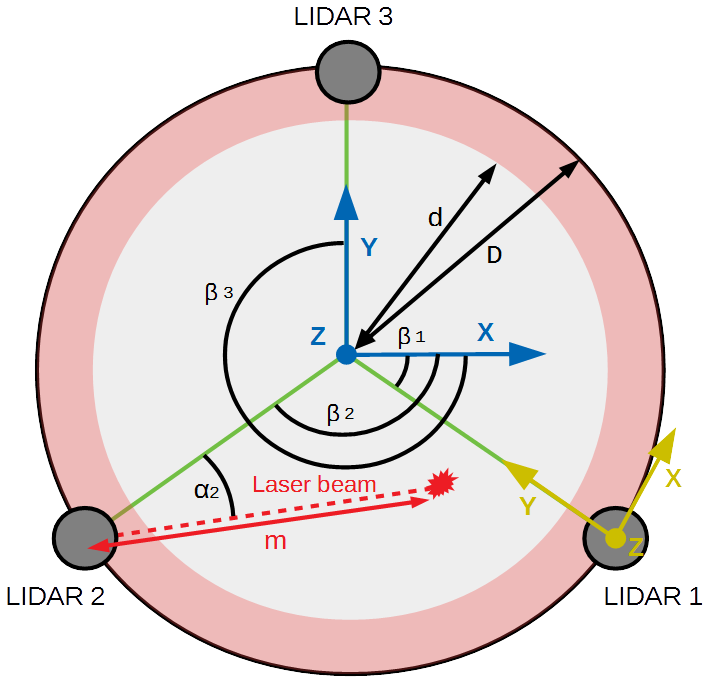 LIDAR 3
d
D
Y
β 3
Z
β 1
X
β 2
α2
Laser beam
m
X
Y
Z
LIDAR 2
LIDAR 1